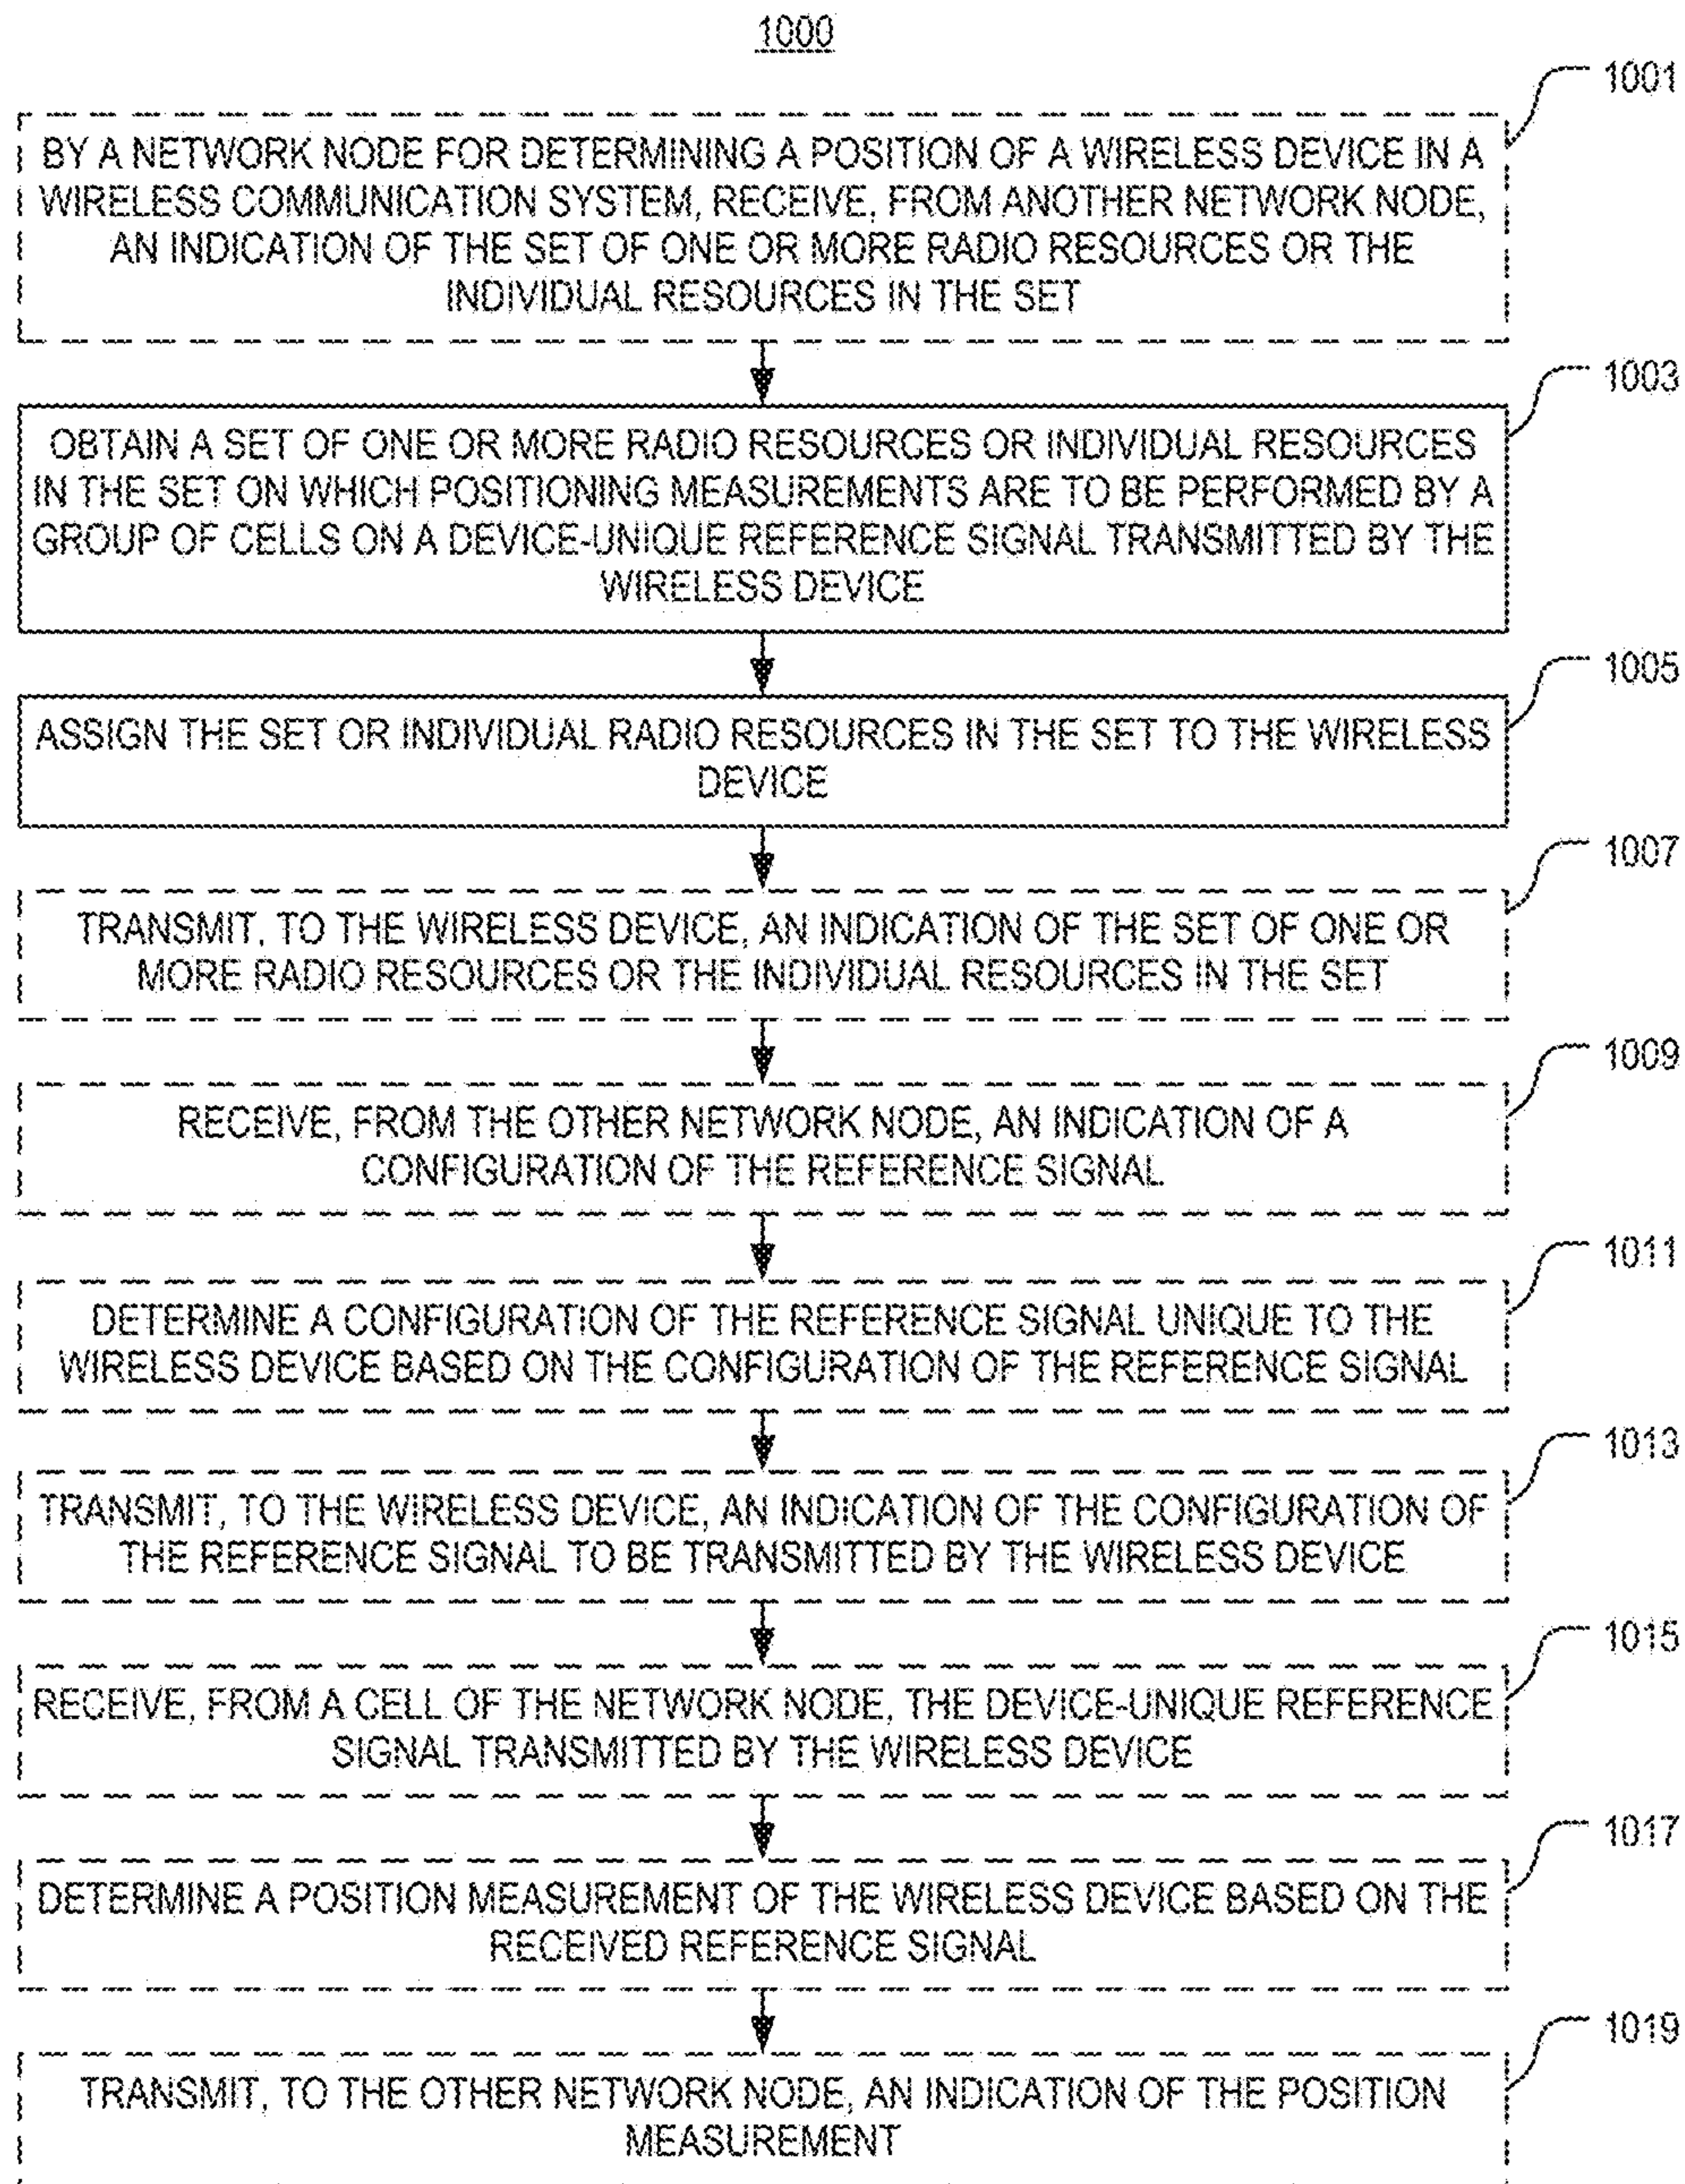 1000
1001
BY A NETWORK NODE FOR DETERMINING A POSITION OF A WIRELESS DEVICE IN A
WIRELESS COMMUNICATION SYSTEM, RECEIVE, FROM ANOTHER NETWORK NODE,
AN INDICATION OF THE SET OF ONE OR MORE RADIO RESOURCES OR THE
INDIVIDUAL RESOURCES IN THE SET
1003
OBTAIN A SET OF ONE OR MORE RADIO RESOURCES OR INDIVIDUAL RESOURCES
IN THE SET ON WHICH POSITIONING MEASUREMENTS ARE TO BE PERFORMED BY A
GROUP OF CELLS ON A DEVICE-UNIQUE REFERENCE SIGNAL TRANSMITTED BY THE
WIRELESS DEVICE
1005
ASSIGN THE SET OR INDIVIDUAL RADIO RESOURCES IN THE SET TO THE WIRELESS
DEVICE
1007
TRANSMIT, TO THE WIRELESS DEVICE, AN INDICATION OF THE SET OF ONE OR
MORE RADIO RESOURCES OR THE INDIVIDUAL RESOURCES IN THE SET
1009
RECEIVE, FROM THE OTHER NETWORK NODE, AN INDICATION OF A
CONFIGURATION OF THE REFERENCE SIGNAL
1011
DETERMINE A CONFIGURATION OF THE REFERENCE SIGNAL UNIQUE TO THE
WIRELESS DEVICE BASED ON THE CONFIGURATION OF THE REFERENCE SIGNAL
1013
TRANSMIT, TO THE WIRELESS DEVICE, AN INDICATION OF THE CONFIGURATION OF
THE REFERENCE SIGNAL TO BE TRANSMITTED BY THE WIRELESS DEVICE
1015
RECEIVE, FROM A CELL OF THE NETWORK NODE, THE DEVICE-UNIQUE REFERENCE
SIGNAL TRANSMITTED BY THE WIRELESS DEVICE
1017
DETERMINE A POSITION MEASUREMENT OF THE WIRELESS DEVICE BASED ON THE
RECEIVED REFERENCE SIGNAL
1019
TRANSMIT, TO THE OTHER NETWORK NODE, AN INDICATION OF THE POSITION
MEASUREMENT